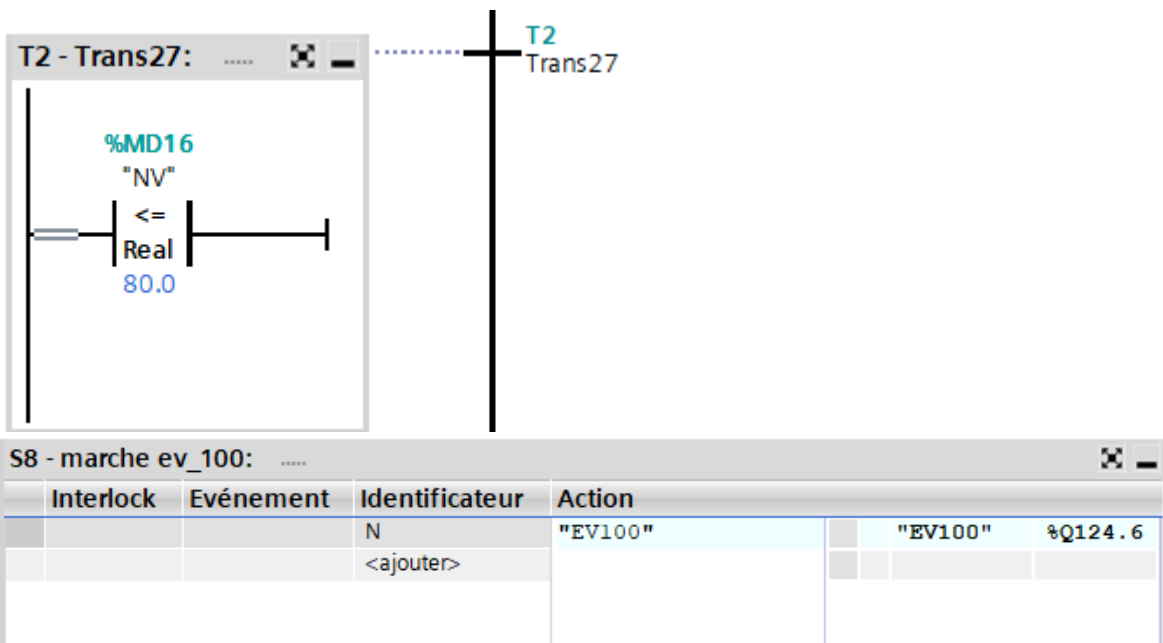 T2 - Trans27: .....
T2
Trans27
%MD16
"NV"
<=
Real
80.0
S8 - marche ev_100: .....
Interlock Evénement Identificateur Action
N "EV100" "EV100" %Q124.6
<ajouter>